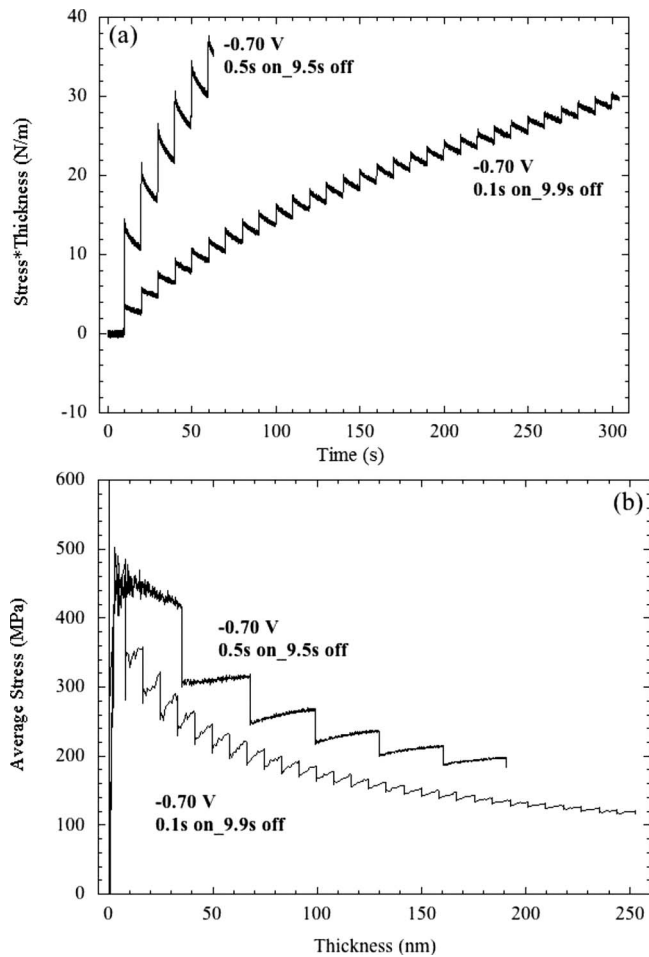 (a)
-0.70 V
0.5s on_9.5s off
-0.70 V
0.1s on_9.9s off
Stress*Thickness (N/m)
40
30
20
10
0
-10
0
50
100
150
200
250
300
Time (s)
(b)
-0.70 V
0.5s on_9.5s off
-0.70 V
0.1s on_9.9s off
Average Stress (MPa)
600
500
400
300
200
100
0
0
50
100
150
200
250
Thickness (nm)